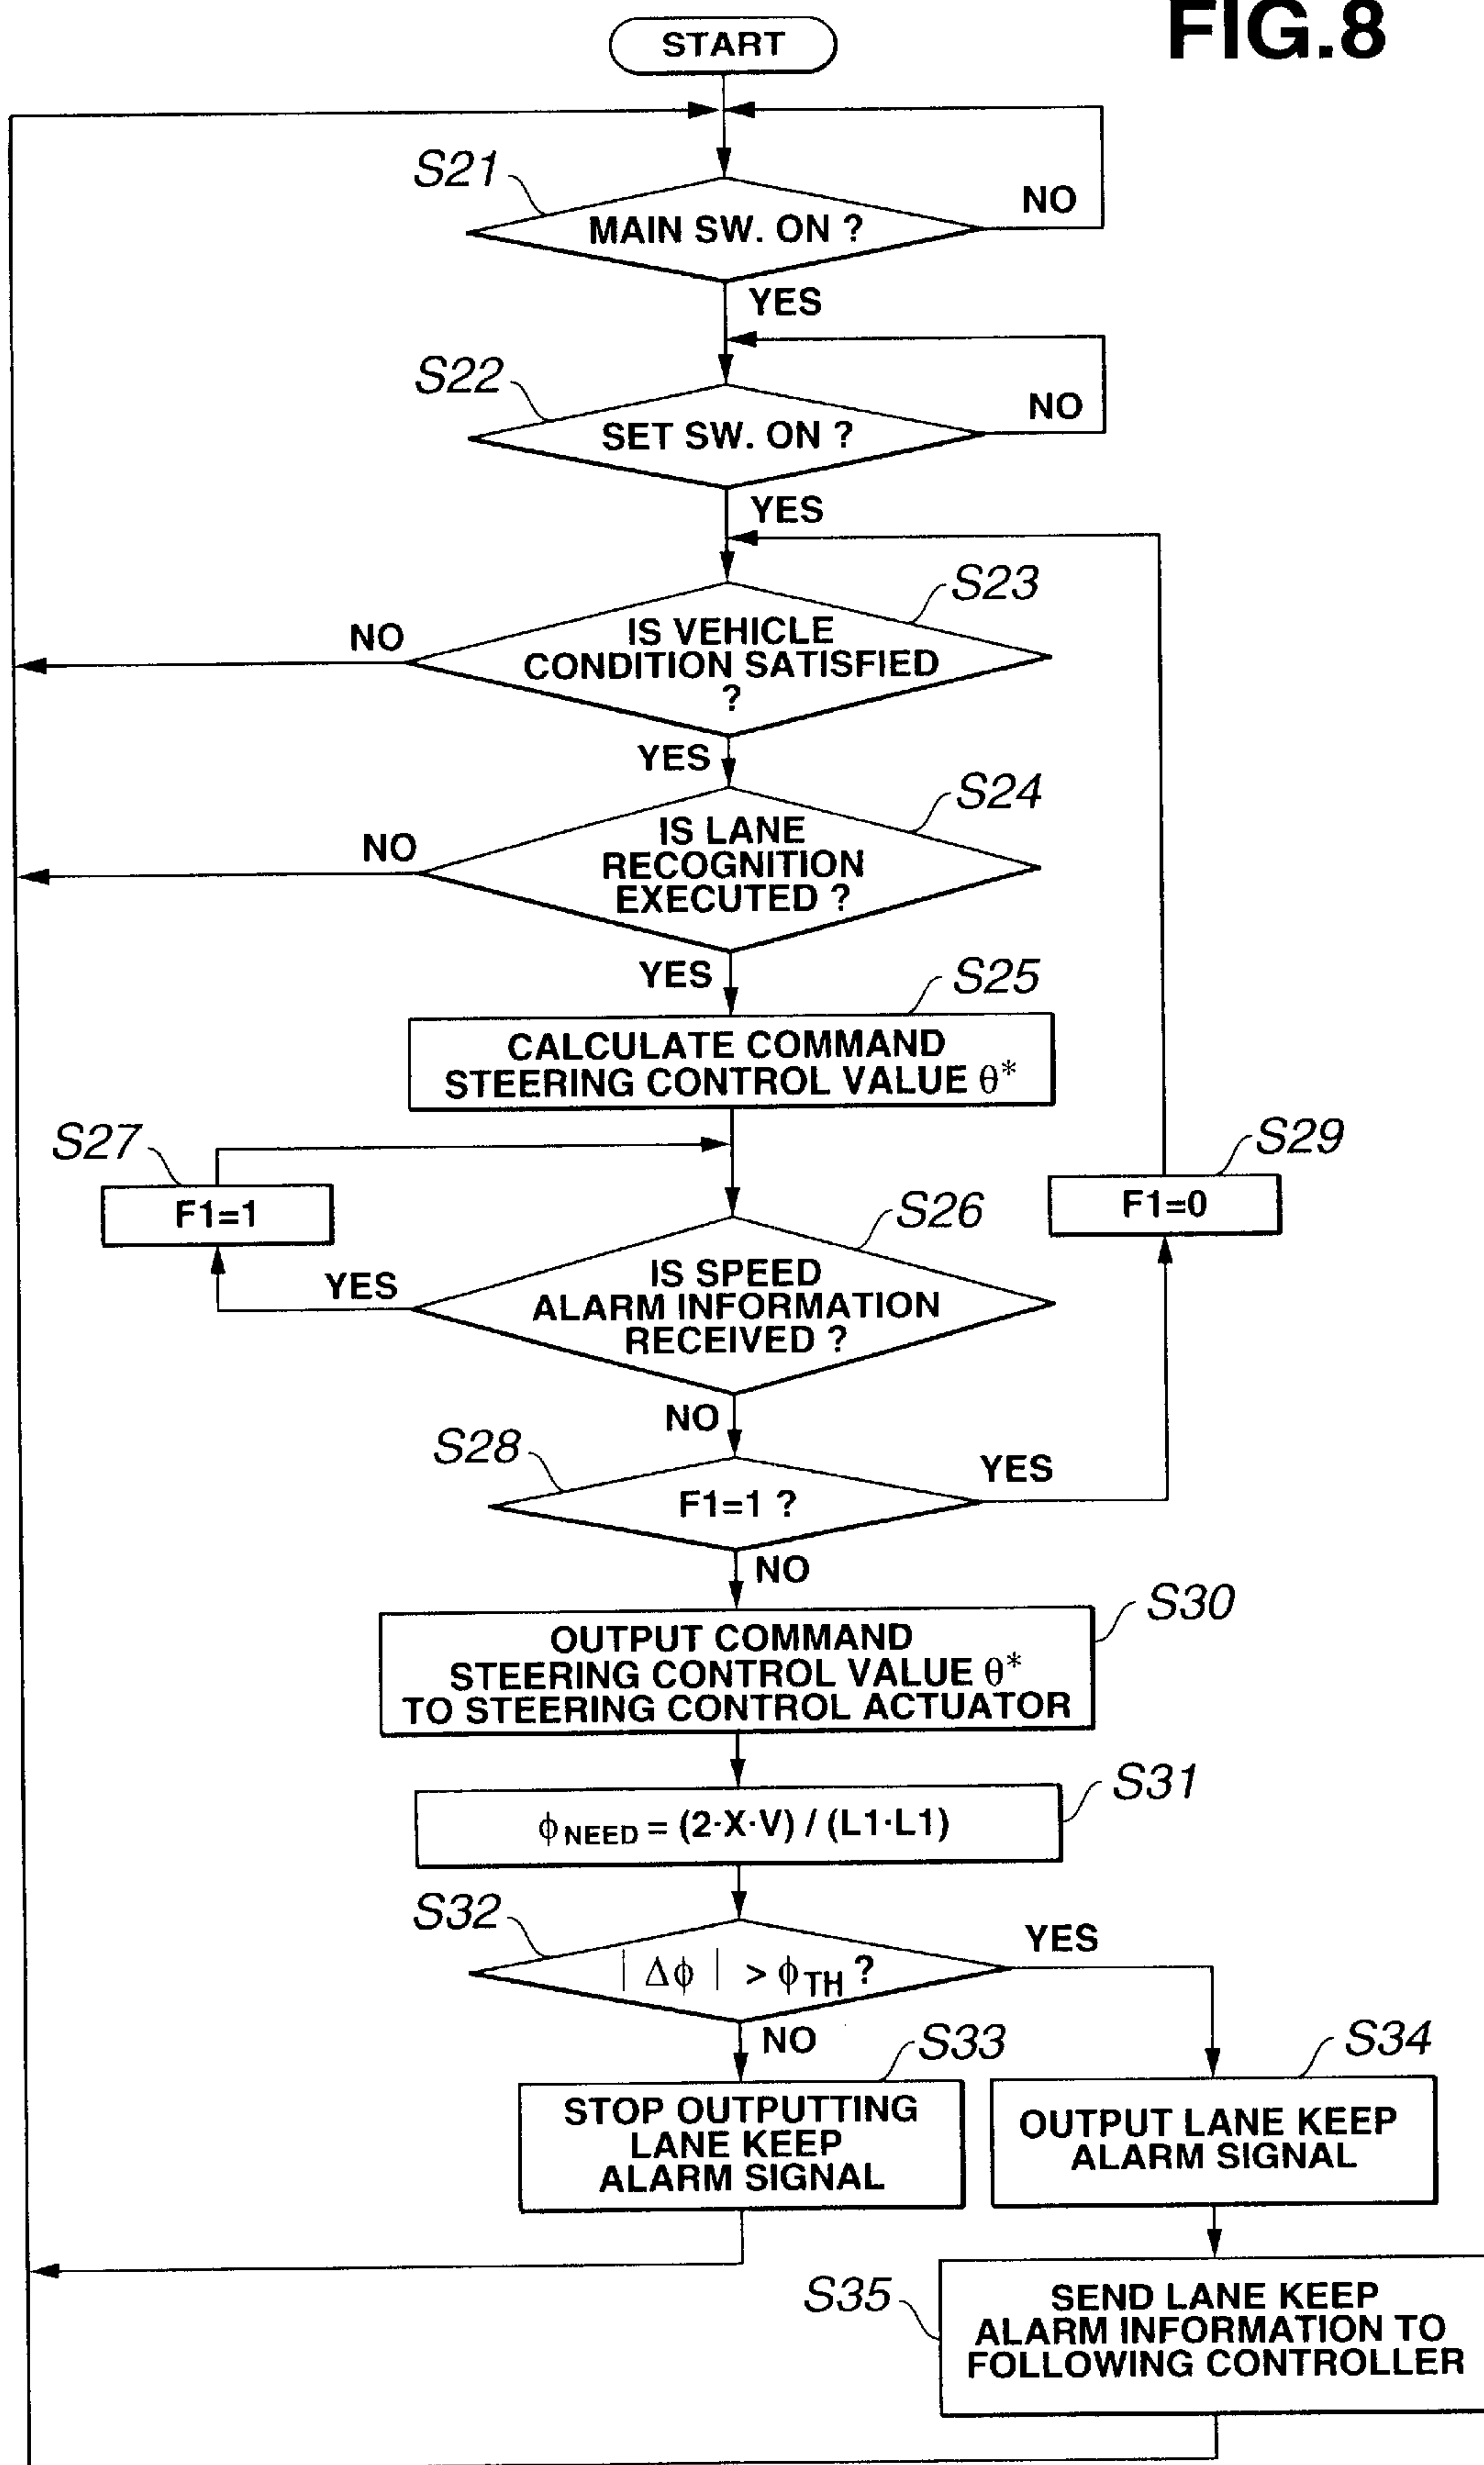 FIG.8
START
S21
MAIN SW. ON ?
NO
YES
S22
SET SW. ON ?
NO
YES
S23
IS VEHICLE
CONDITION SATISFIED
?
NO
YES
S24
IS LANE
RECOGNITION
EXECUTED ?
NO
YES
S25
CALCULATE COMMAND
STEERING CONTROL VALUE θ*
S27
F1=1
S29
F1=0
S26
IS SPEED
ALARM INFORMATION
RECEIVED ?
YES
NO
S28
F1=1 ?
YES
NO
S30
OUTPUT COMMAND
STEERING CONTROL VALUE θ*
TO STEERING CONTROL ACTUATOR
S31
ϕNEED = (2·X·V) / (L1·L1)
S32
| Δϕ | > ϕTH ?
YES
NO
S33
STOP OUTPUTTING
LANE KEEP
ALARM SIGNAL
S34
OUTPUT LANE KEEP
ALARM SIGNAL
S35
SEND LANE KEEP
ALARM INFORMATION TO
FOLLOWING CONTROLLER